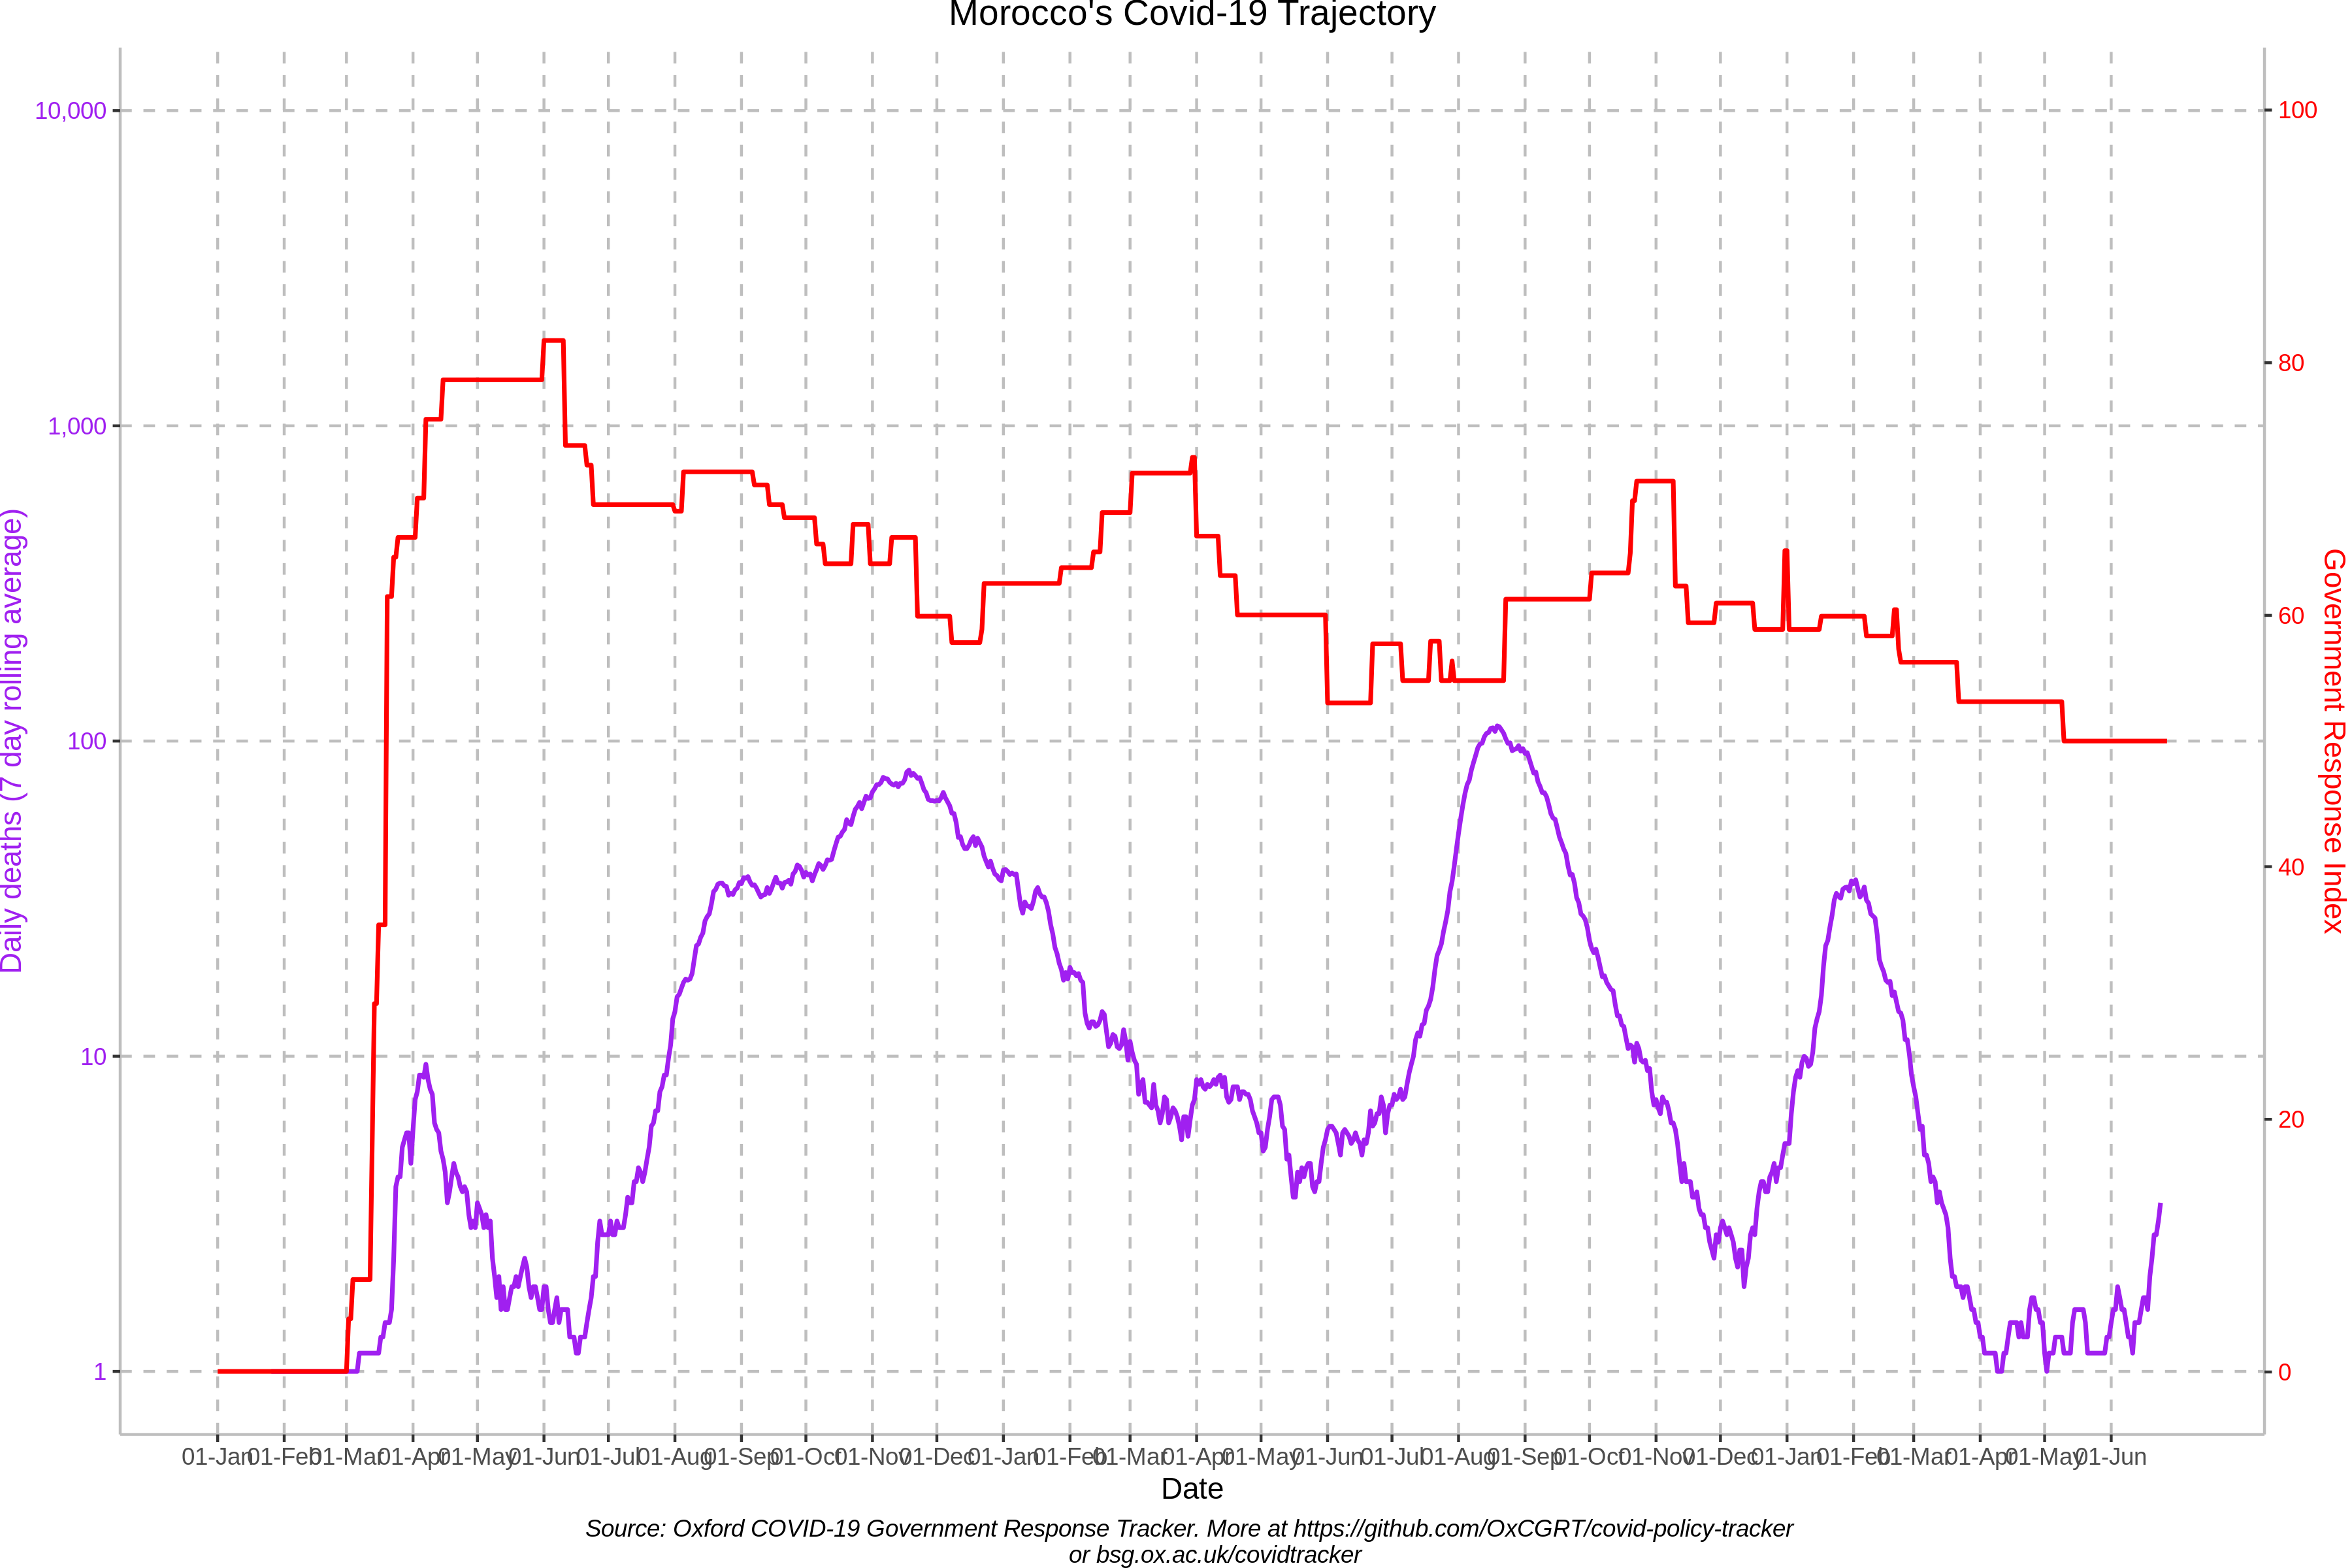 Morocco's Covid-19 Trajectory
10,000
1,000
100
10
1
Daily deaths (7 day rolling average)
100
80
60
40
20
0
Government Response Index
01-Jan 01-Feb 01-Mar 01-Apr 01-May 01-Jun 01-Jul 01-Aug 01-Sep 01-Oct 01-Nov 01-Dec 01-Jan 01-Feb 01-Mar 01-Apr 01-May 01-Jun 01-Jul 01-Aug 01-Sep 01-Oct 01-Nov 01-Dec 01-Jan 01-Feb 01-Mar 01-Apr 01-May 01-Jun
Date
Source: Oxford COVID-19 Government Response Tracker. More at https://github.com/OxCGRT/covid-policy-tracker
or bsg.ox.ac.uk/covidtracker